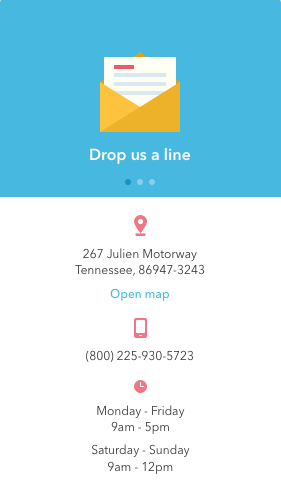 Drop us a line
267 Julien Motorway
Tennessee, 86947-3243
Open map
(800) 225-930-5723
Monday - Friday
9am - 5pm
Saturday - Sunday
9am - 12pm